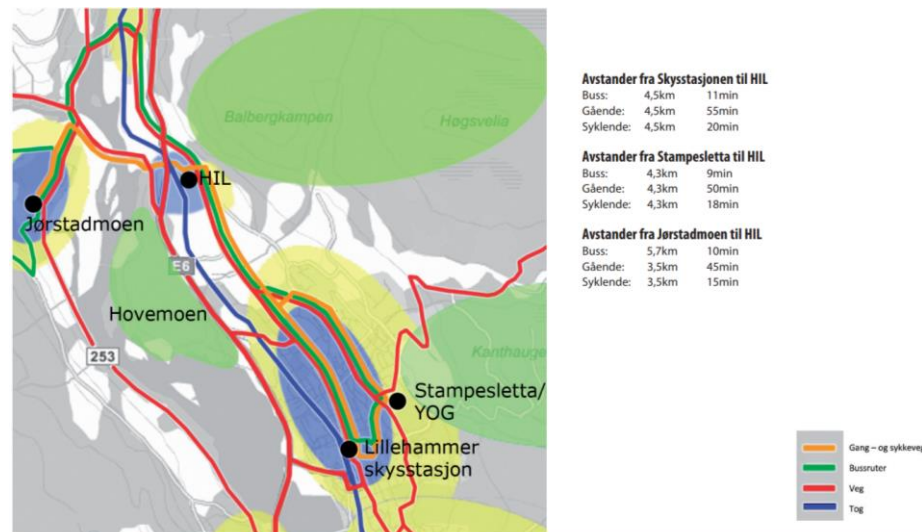 Balbergkampen
Høgsvelia
HIL
Jørstadmoen
E6
Hovemoen
253
Kanthauge
Stampesletta/
YOG
Lillehammer
skysstasjon
Avstander fra Skysstasjonen til HIL
Buss: 4,5km 11min
Gående: 4,5km 55min
Syklende: 4,5km 20min
Avstander fra Stampesletta til HIL
Buss: 4,3km 9min
Gående: 4,3km 50min
Syklende: 4,3km 18min
Avstander fra Jørstadmoen til HIL
Buss: 5,7km 10min
Gående: 3,5km 45min
Syklende: 3,5km 15min
Gang – og sykkeveg
Bussruter
Veg
Tog